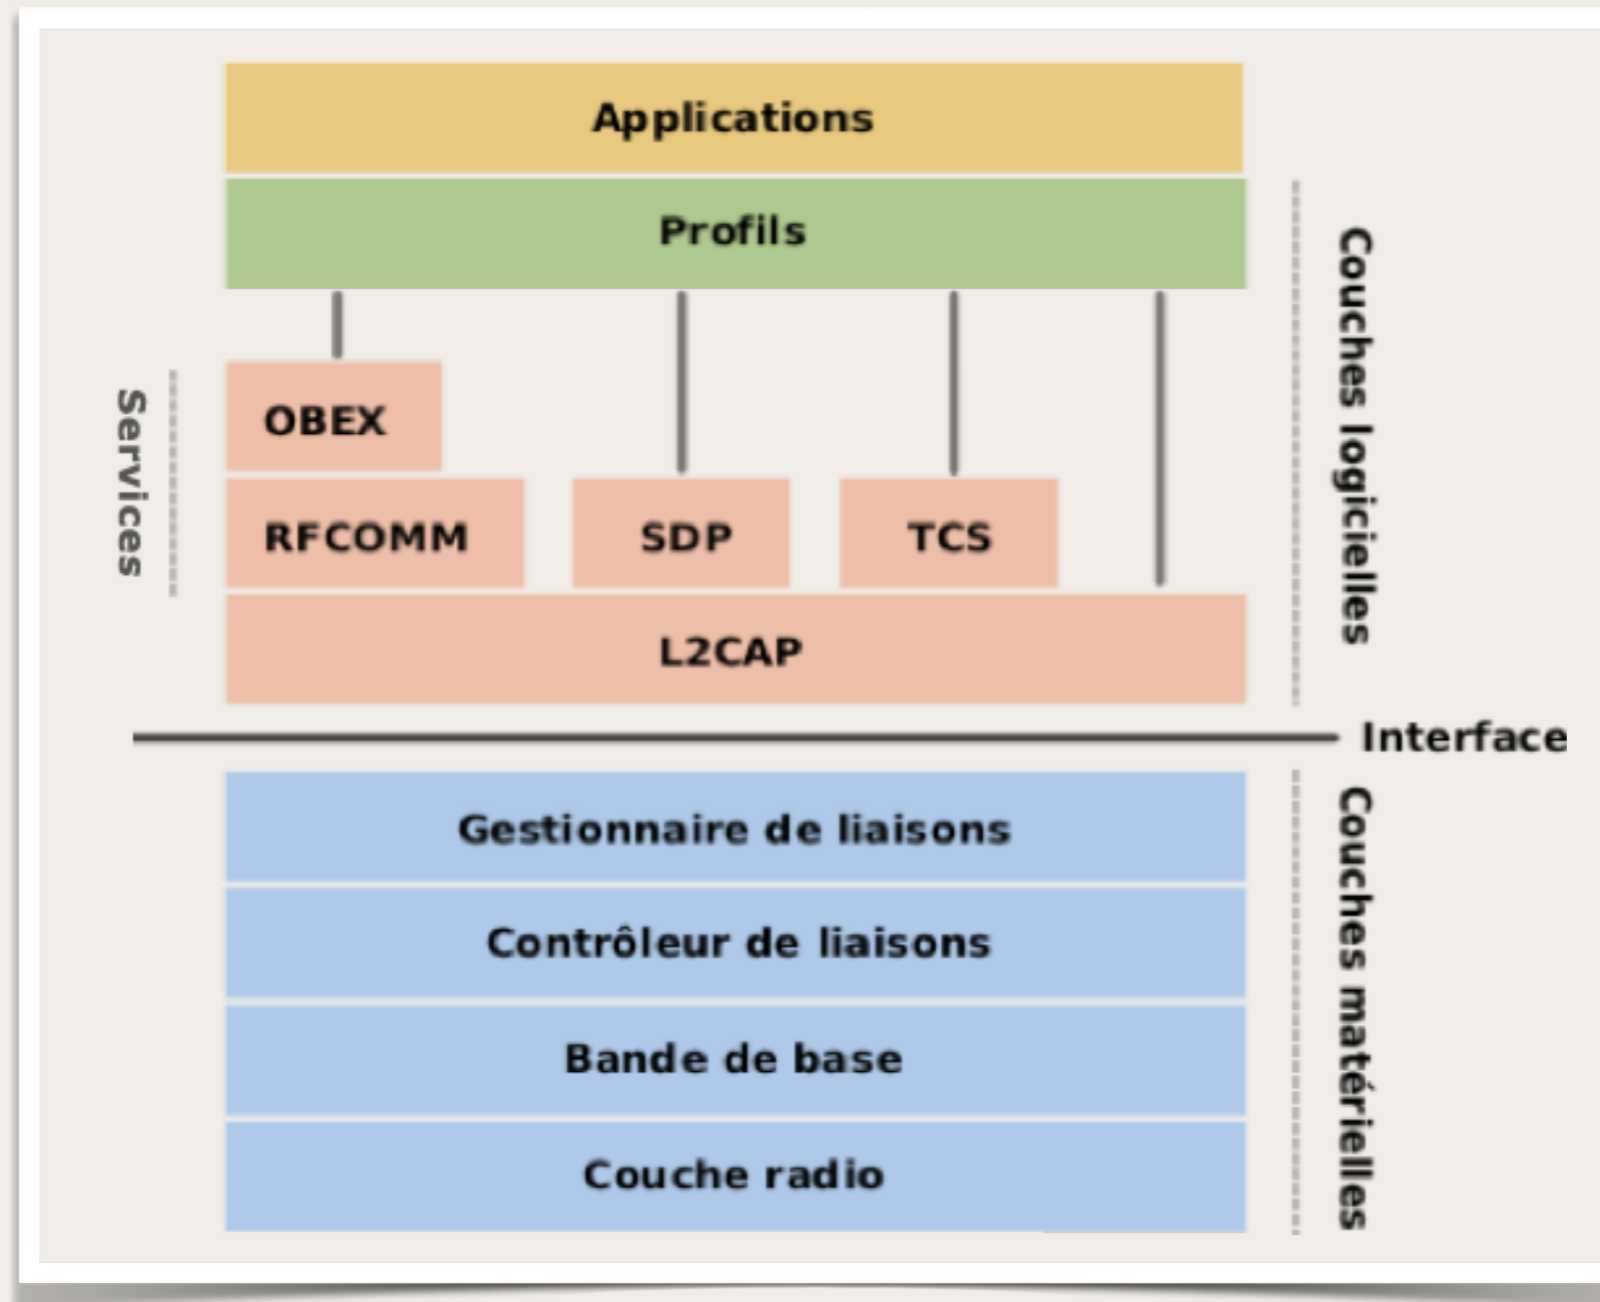 Applications
Profils
Services
OBEX
RFCOMM
SDP
TCS
L2CAP
Couches logicielles
Interface
Gestionnaire de liaisons
Contrôleur de liaisons
Bande de base
Couche radio
Couches matérielles